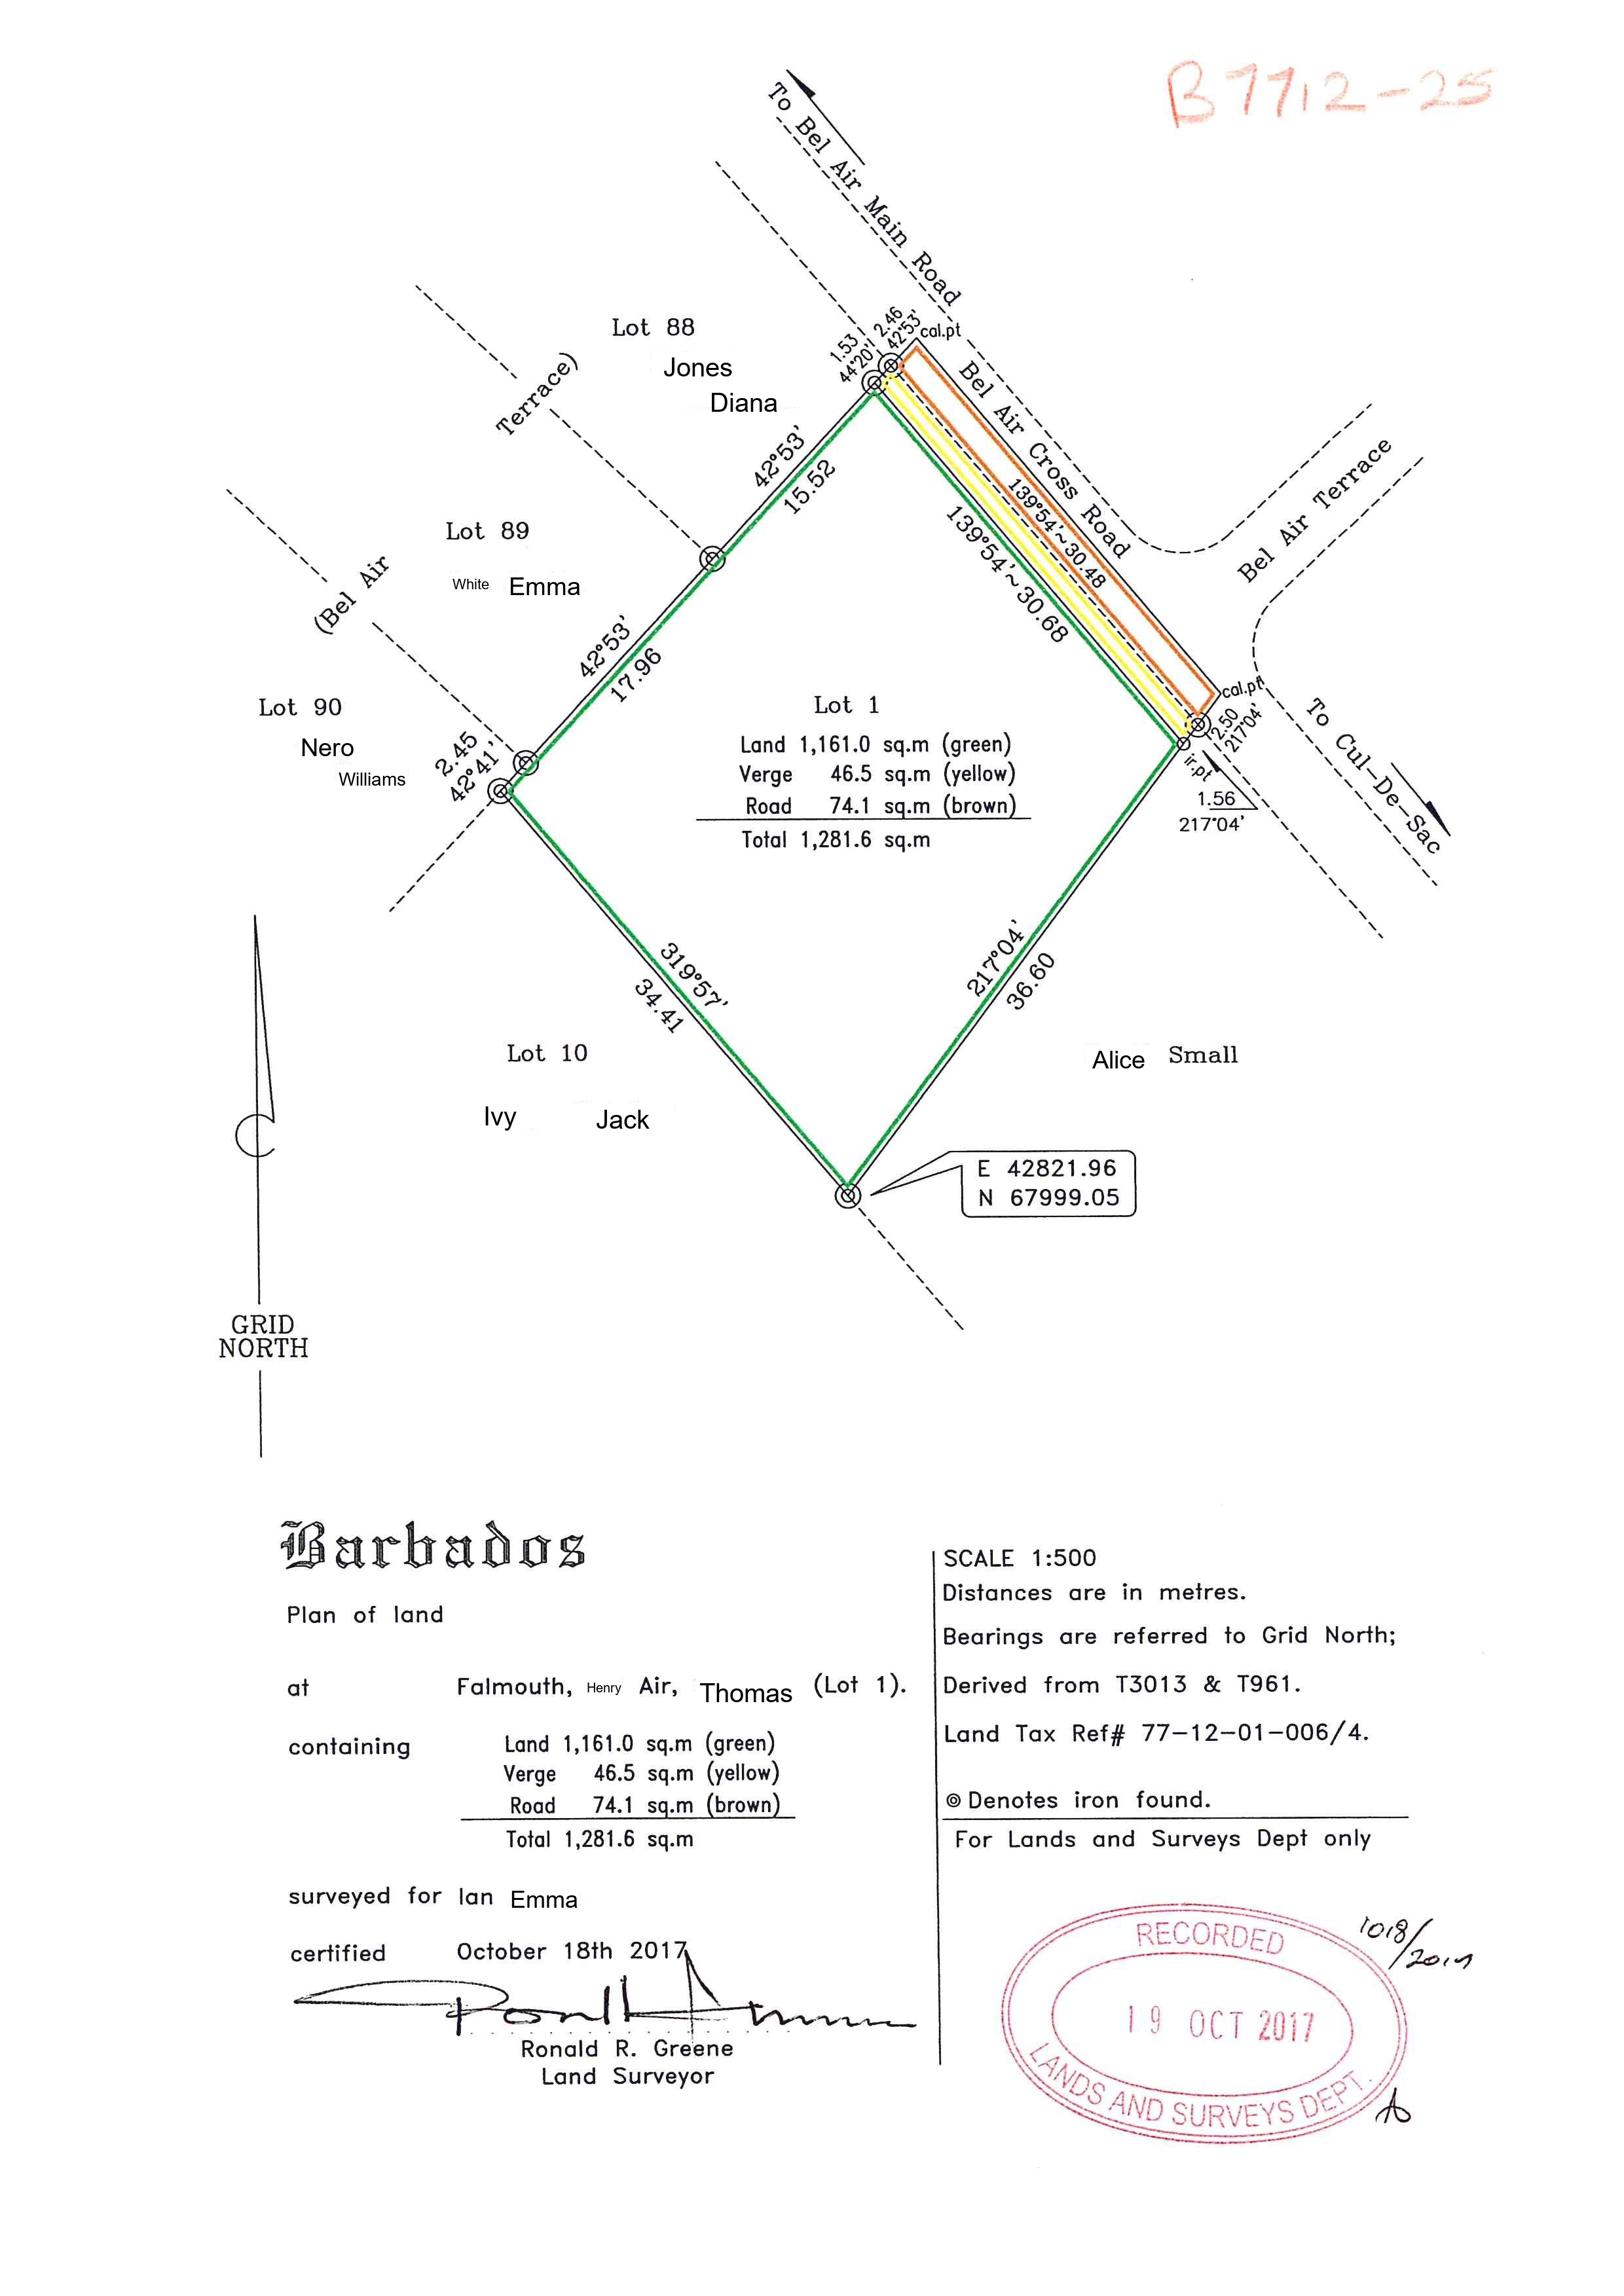 B7712-25
To Bel Air Main Road
Lot 88
Jones
Diana
1.53
44°20'
2.46
42°53'
cal.pt
Terrace)
Bel Air Cross Road
42°53'
15.52
139°54'~30.48
139°54'~30.68
Bel Air Terrace
Lot 89
White Emma
(Bel Air
42°53'
17.96
Lot 90
Nero
Williams
2.45
42°41'
Lot 1
Land 1,161.0 sq.m (green)
Verge 46.5 sq.m (yellow)
Road 74.1 sq.m (brown)
Total 1,281.6 sq.m
cal.pt
2.50
217°04'
ir.pt
1.56
217°04'
To Cul-De-Sac
319°57'
34.41
217°04'
36.60
Lot 10
Ivy Jack
Alice Small
E 42821.96
N 67999.05
GRID
NORTH
Barbados
Plan of land
at Falmouth, Henry Air, Thomas (Lot 1).
containing Land 1,161.0 sq.m (green)
Verge 46.5 sq.m (yellow)
Road 74.1 sq.m (brown)
Total 1,281.6 sq.m
surveyed for Ian Emma
certified October 18th 2017
Ronald R. Greene
Land Surveyor
SCALE 1:500
Distances are in metres.
Bearings are referred to Grid North;
Derived from T3013 & T961.
Land Tax Ref# 77-12-01-006/4.
Denotes iron found.
For Lands and Surveys Dept only
RECORDED
19 OCT 2017
LANDS AND SURVEYS DEPT.
1018/2017